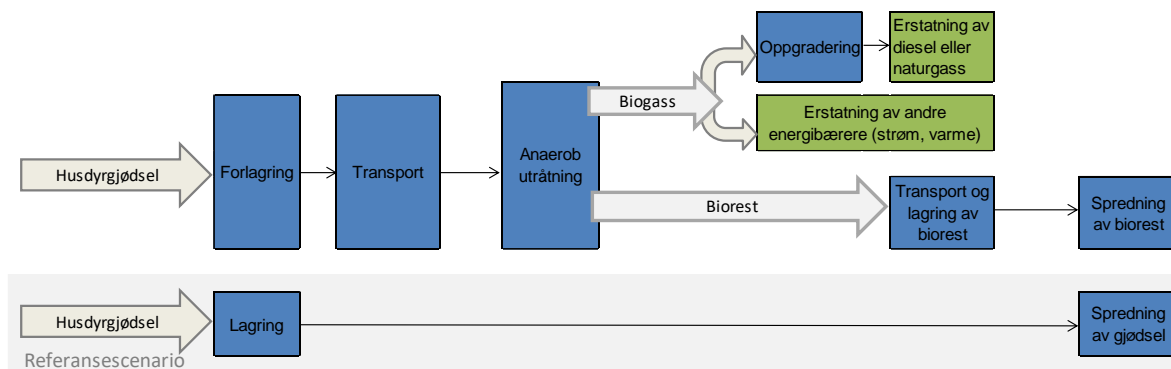 Oppgradering
Erstatning av
diesel eller
naturgass
Biogass
Erstatning av andre
energibærere (strøm, varme)
Husdyrgjødsel
Forlagring
Transport
Anaerob
utråtning
Biorest
Transport og
lagring av
biorest
Spredning
av biorest
Husdyrgjødsel
Lagring
Spredning
av gjødsel
Referansescenario